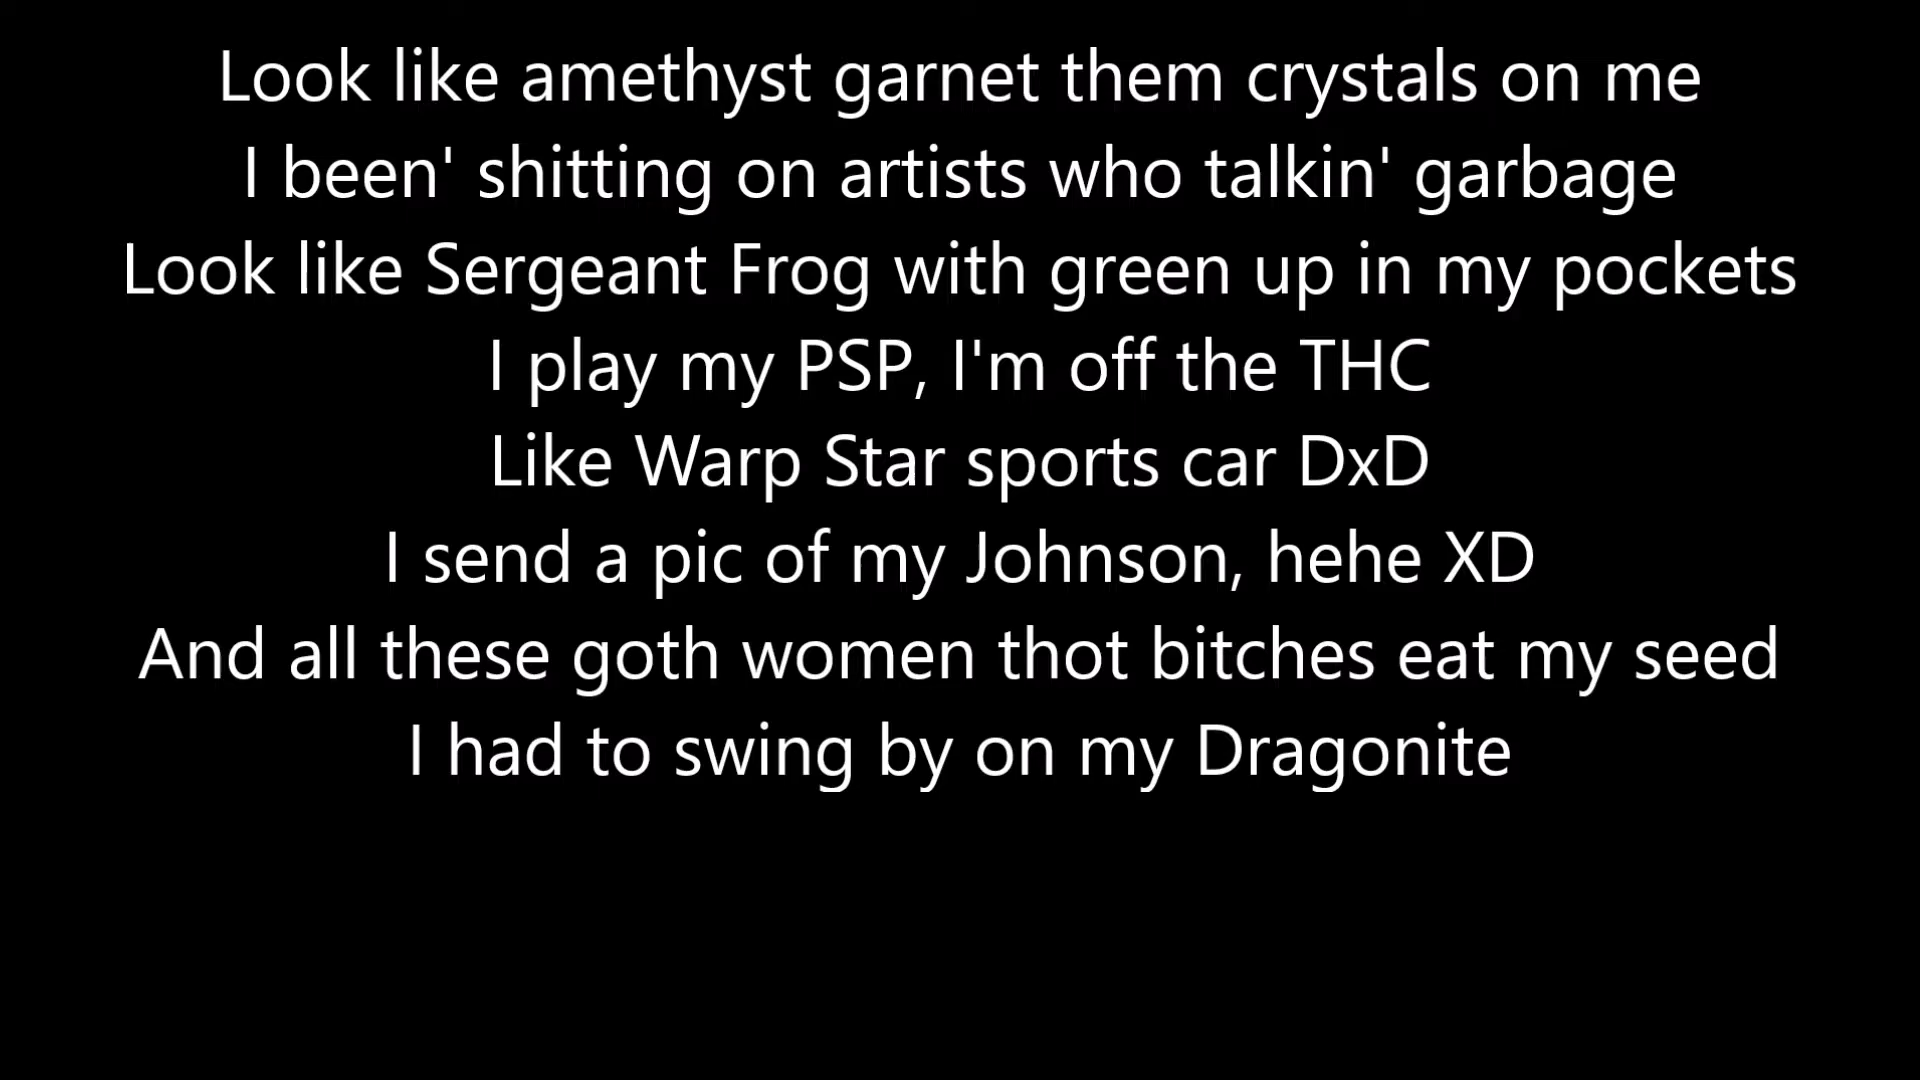 Look like amethyst garnet them crystals on me
I been' shitting on artists who talkin' garbage
Look like Sergeant Frog with green up in my pockets
I play my PSP, I'm off the THC
Like Warp Star sports car DxD
I send a pic of my Johnson, hehe XD
And all these goth women thot bitches eat my seed
I had to swing by on my Dragonite